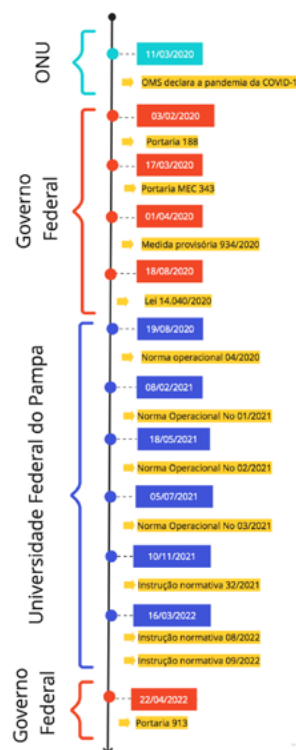 ONU
11/03/2020
OMS declara a pandemia da COVID-1
Governo
Federal
03/02/2020
Portaria 188
17/03/2020
Portaria MEC 343
01/04/2020
Medida provisória 934/2020
18/08/2020
Lei 14.040/2020
Universidade Federal do Pampa
19/08/2020
Norma operacional 04/2020
08/02/2021
Norma Operacional No 01/2021
18/05/2021
Norma Operacional No 02/2021
05/07/2021
Norma Operacional No 03/2021
10/11/2021
Instrução normativa 32/2021
16/03/2022
Instrução normativa 08/2022
Instrução normativa 09/2022
Governo
Federal
22/04/2022
Portaria 913